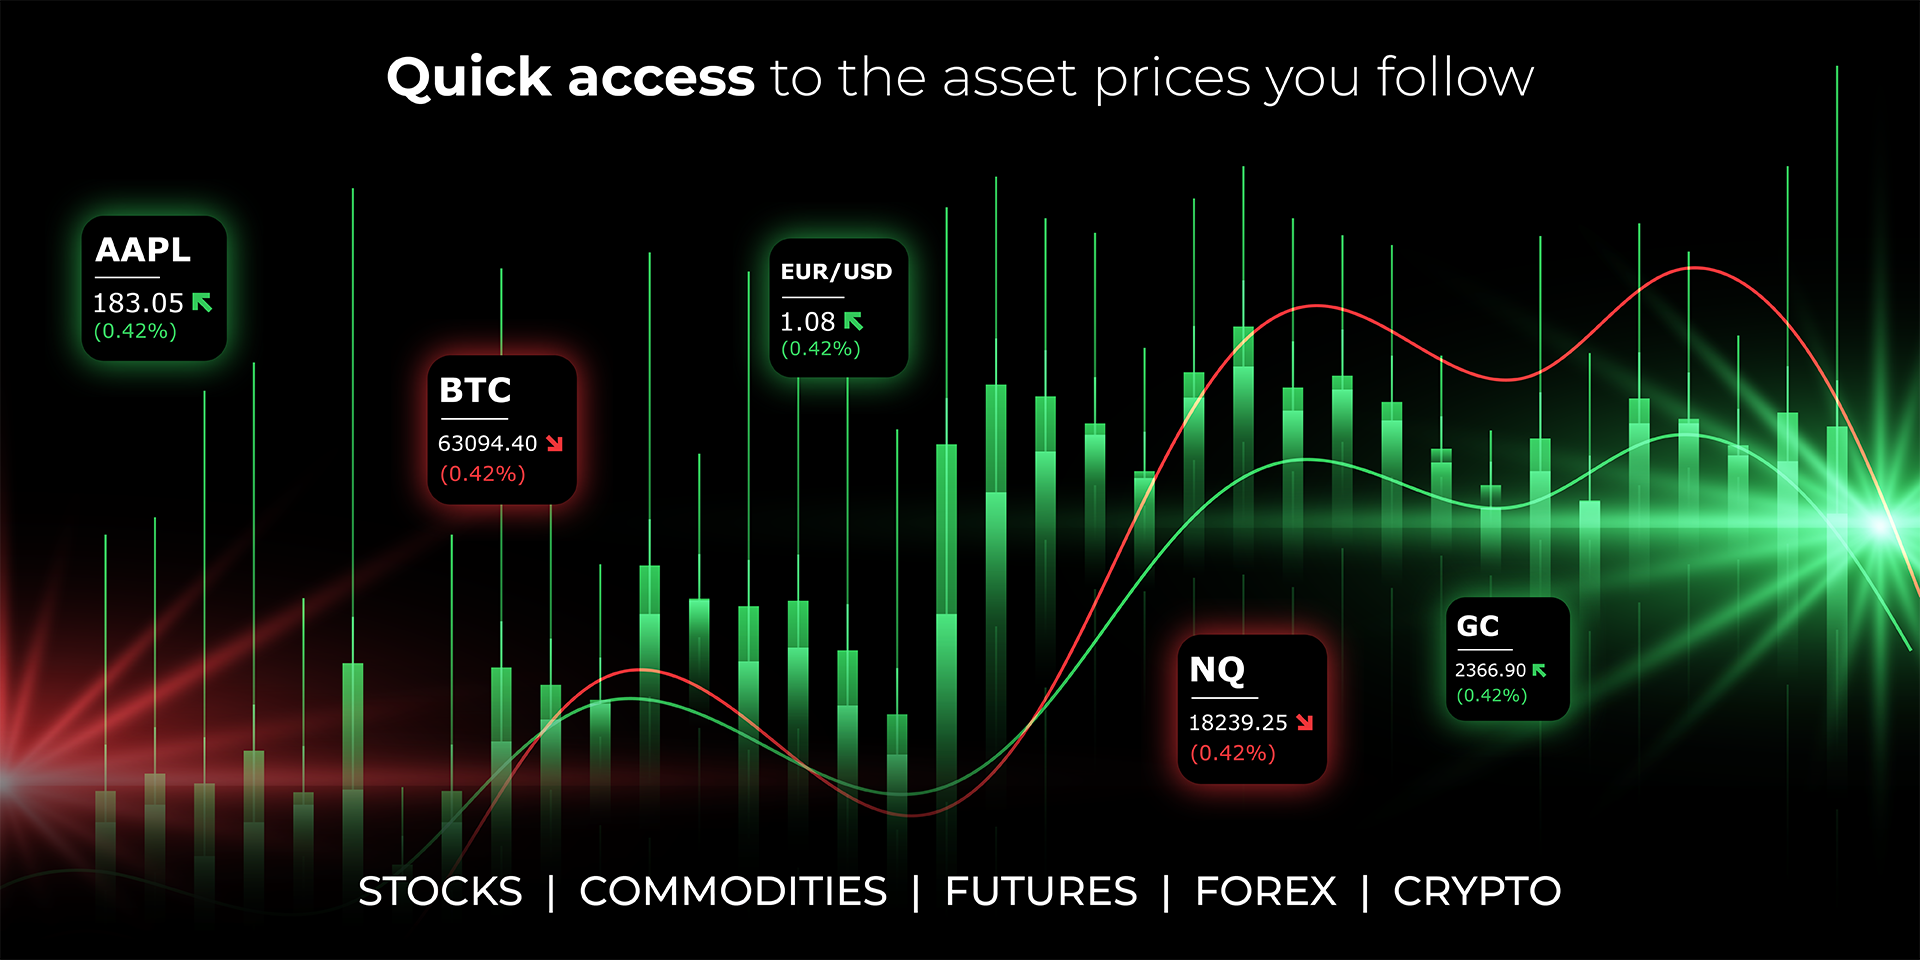 Quick access to the asset prices you follow
AAPL
183.05
(0.42%)
BTC
63094.40
(0.42%)
EUR/USD
1.08
(0.42%)
NQ
18239.25
(0.42%)
GC
2366.90
(0.42%)
STOCKS | COMMODITIES | FUTURES | FOREX | CRYPTO